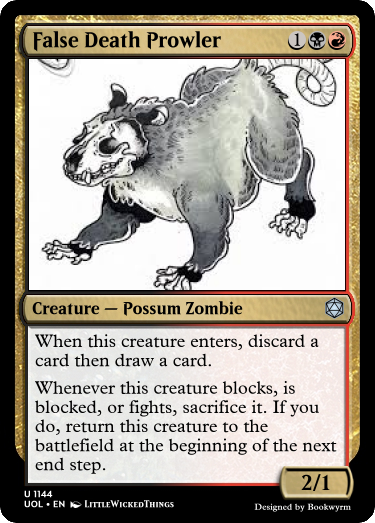 False Death Prowler 1
Creature — Possum Zombie
When this creature enters, discard a
card then draw a card.
Whenever this creature blocks, is
blocked, or fights, sacrifice it. If you
do, return this creature to the
battlefield at the beginning of the next
end step.
2/1
U 1144
UOL • EN LittleWickedThings
Designed by Bookwyrm